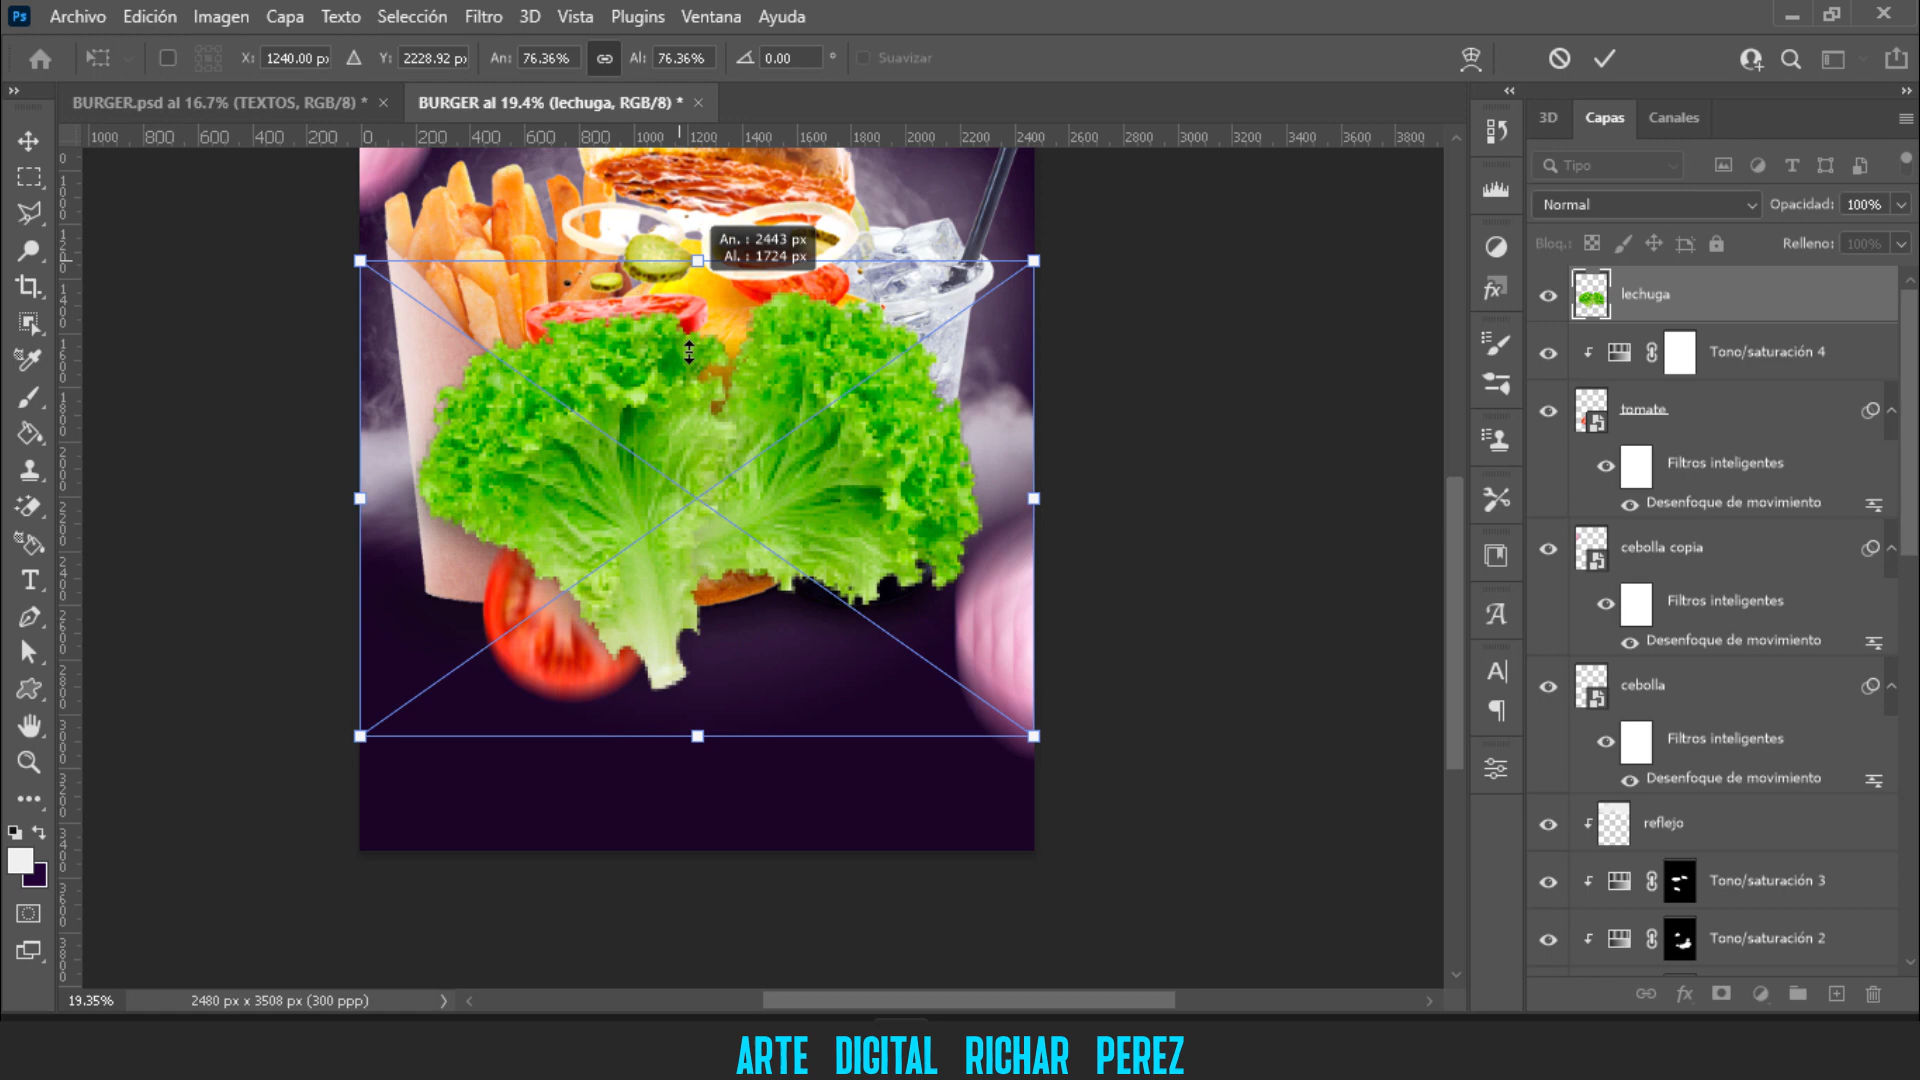 Ps Archivo Edición Imagen Capa Texto Selección Filtro 3D Vista Plugins Ventana Ayuda
X: 1240.00 px Y: 2228.92 px An: 76.36% Al: 76.36% 0.00 ° Suavizar
BURGER.psd al 16.7% (TEXTOS, RGB/8) * BURGER al 19.4% (lechuga, RGB/8) *
3D Capas Canales
1000 800 600 400 200 0 200 400 600 800 1000 1200 1400 1600 1800 2000 2200 2400 2600 2800 3000 3200 3400 3600 3800
Tipo
Normal Opacidad: 100%
Bloq.: Relleno: 100%
An. : 2443 px
Al. : 1724 px
lechuga
Tono/saturación 4
tomate
Filtros inteligentes
Desenfoque de movimiento
cebolla copia
Filtros inteligentes
Desenfoque de movimiento
cebolla
Filtros inteligentes
Desenfoque de movimiento
reflejo
Tono/saturación 3
Tono/saturación 2
19.35% 2480 px x 3508 px (300 ppp)
ARTE DIGITAL RICHAR PEREZ